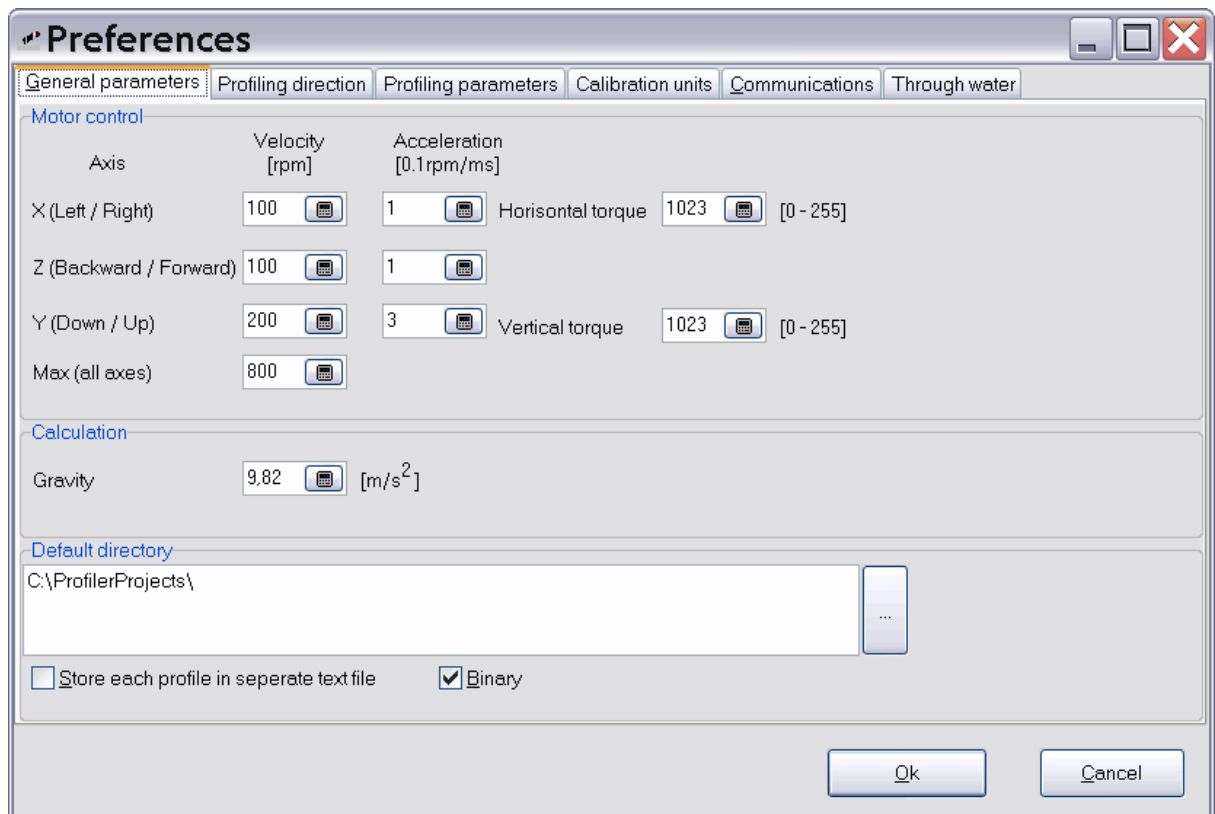 Preferences
General parameters Profiling direction Profiling parameters Calibration units Communications Through water
Motor control
Velocity Acceleration
Axis [rpm] [0.1rpm/ms]
X (Left / Right) 100 1 Horisontal torque 1023 [0 - 255]
Z (Backward / Forward) 100 1
Y (Down / Up) 200 3 Vertical torque 1023 [0 - 255]
Max (all axes) 800
Calculation
Gravity 9,82 [m/s²]
Default directory
C:\ProfilerProjects\
...
Store each profile in seperate text file Binary
Ok Cancel